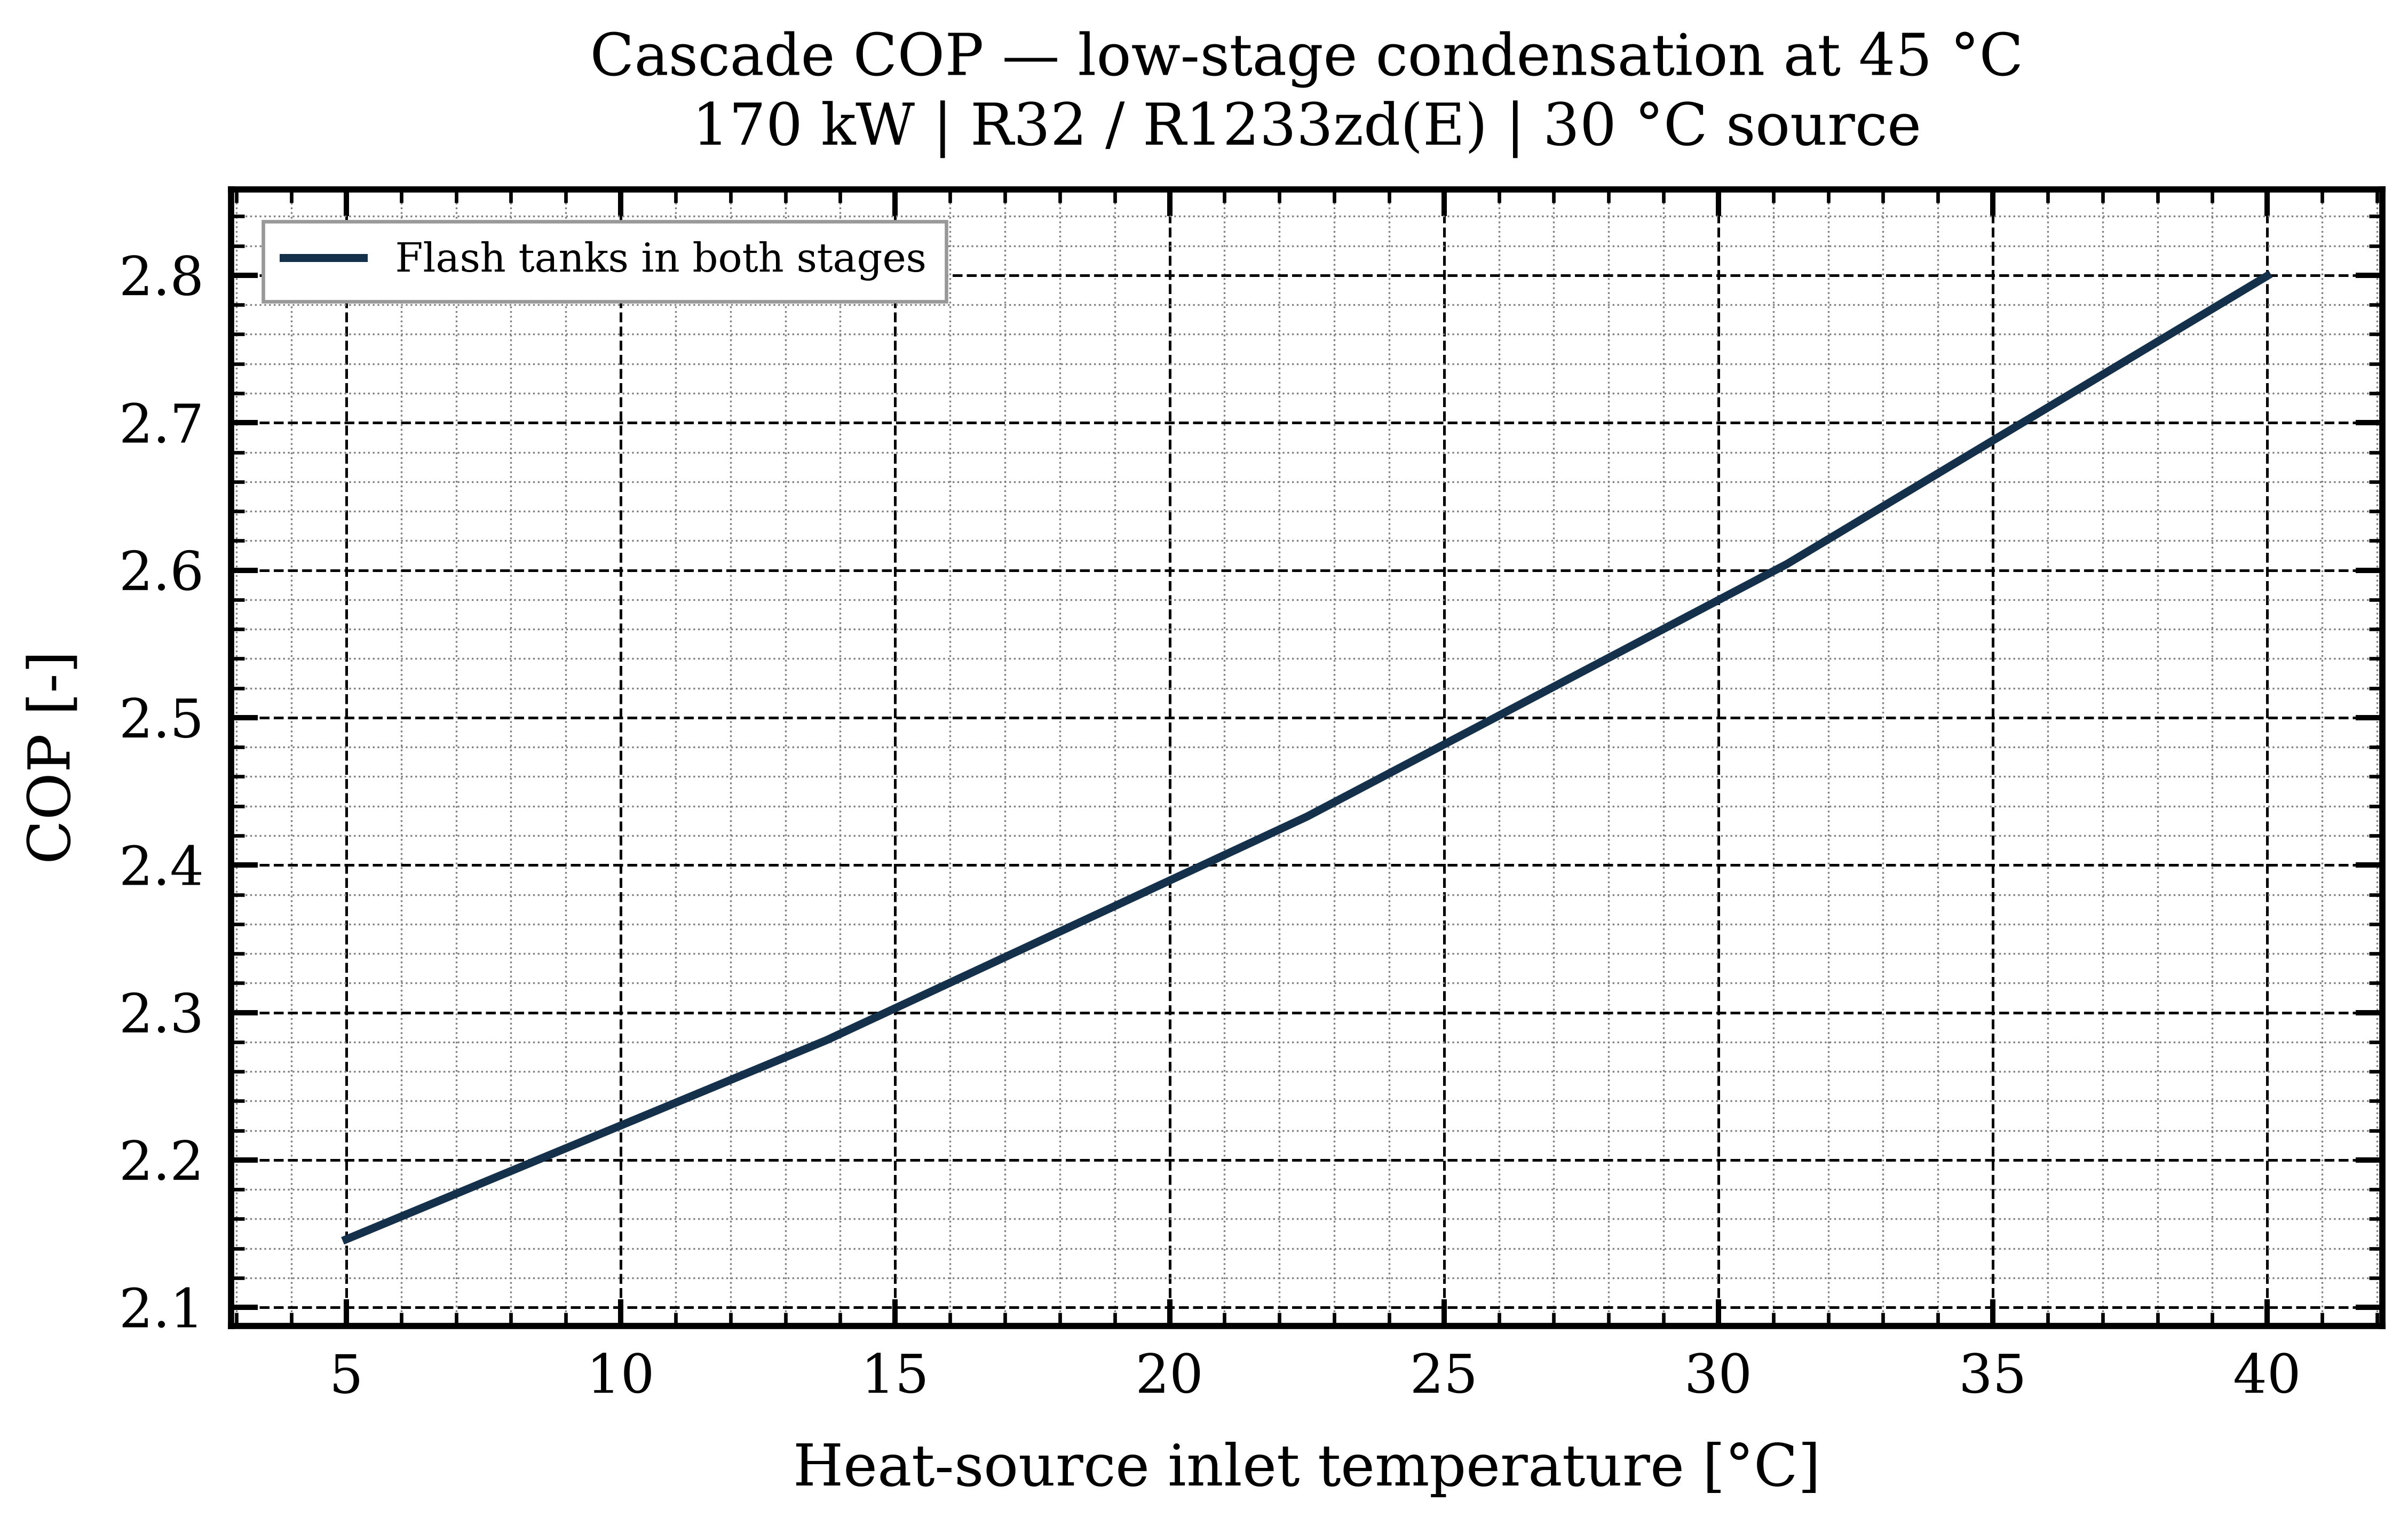 Cascade COP — low-stage condensation at 45 °C
170 kW | R32 / R1233zd(E) | 30 °C source
Flash tanks in both stages
COP [-]
2.8
2.7
2.6
2.5
2.4
2.3
2.2
2.1
5 10 15 20 25 30 35 40
Heat-source inlet temperature [°C]